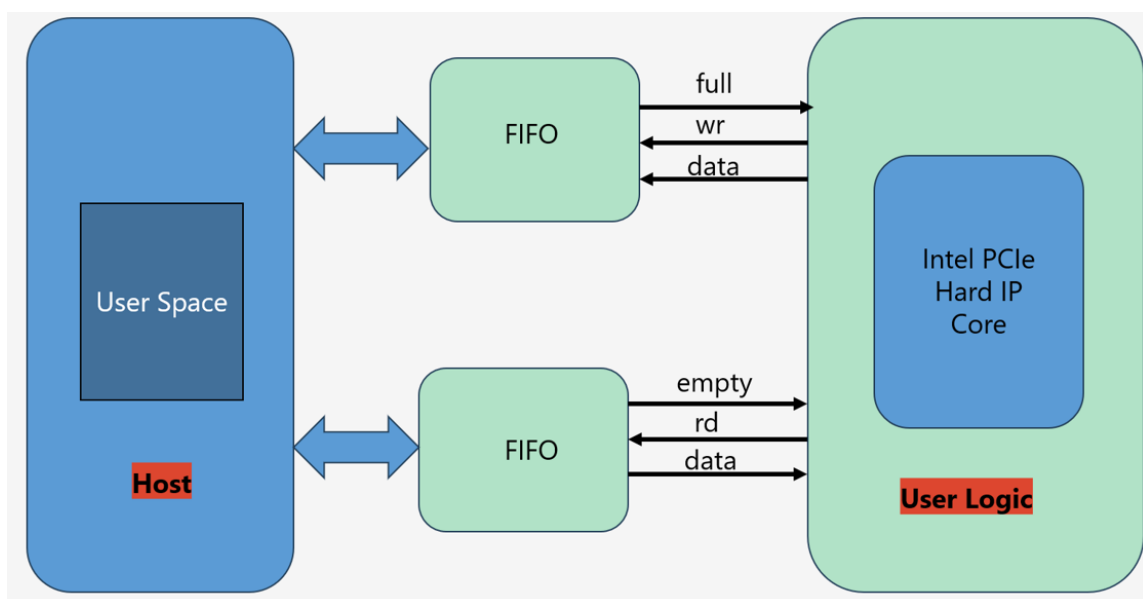 full
FIFO
wr
data
User Space
Intel PCIe
Hard IP
Core
empty
rd
FIFO
data
Host
User Logic